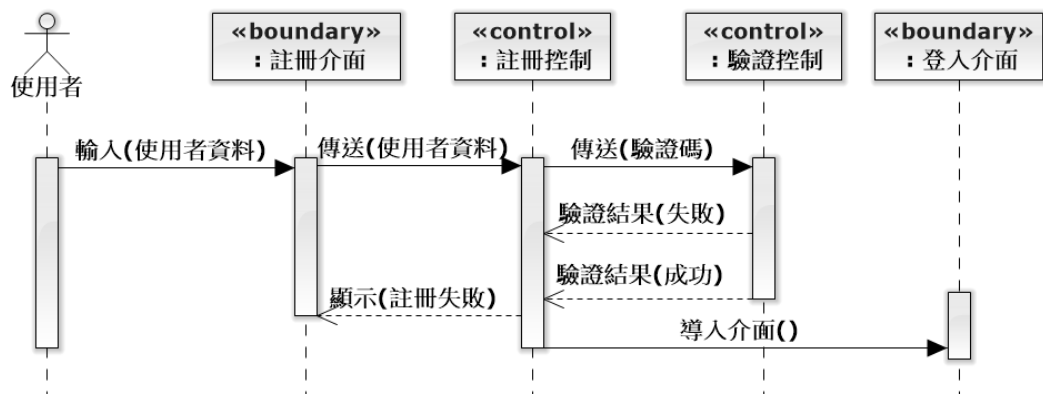 使用者
«boundary»
: 註冊介面
«control»
: 註冊控制
«control»
: 驗證控制
«boundary»
: 登入介面
輸入(使用者資料)
傳送(使用者資料)
傳送(驗證碼)
驗證結果(失敗)
驗證結果(成功)
顯示(註冊失敗)
導入介面()